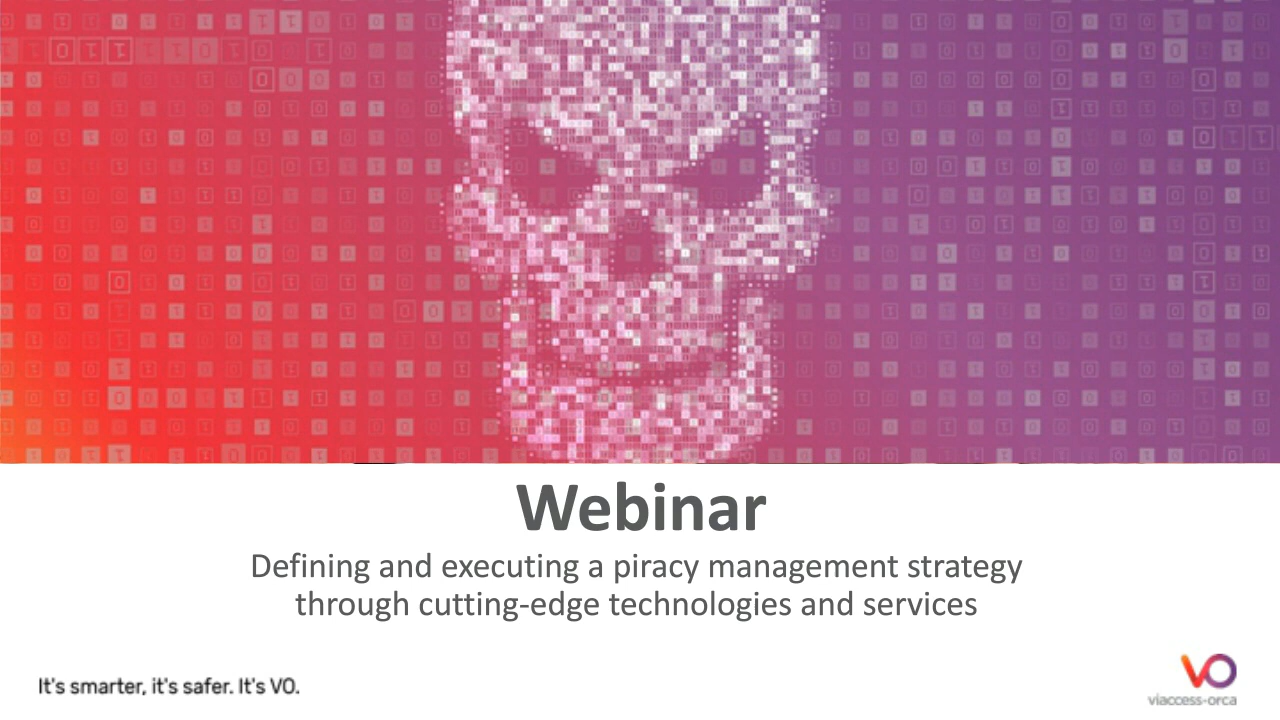 Webinar
Defining and executing a piracy management strategy
through cutting-edge technologies and services
It's smarter, it's safer. It's VO.
VO
viaccess-orca